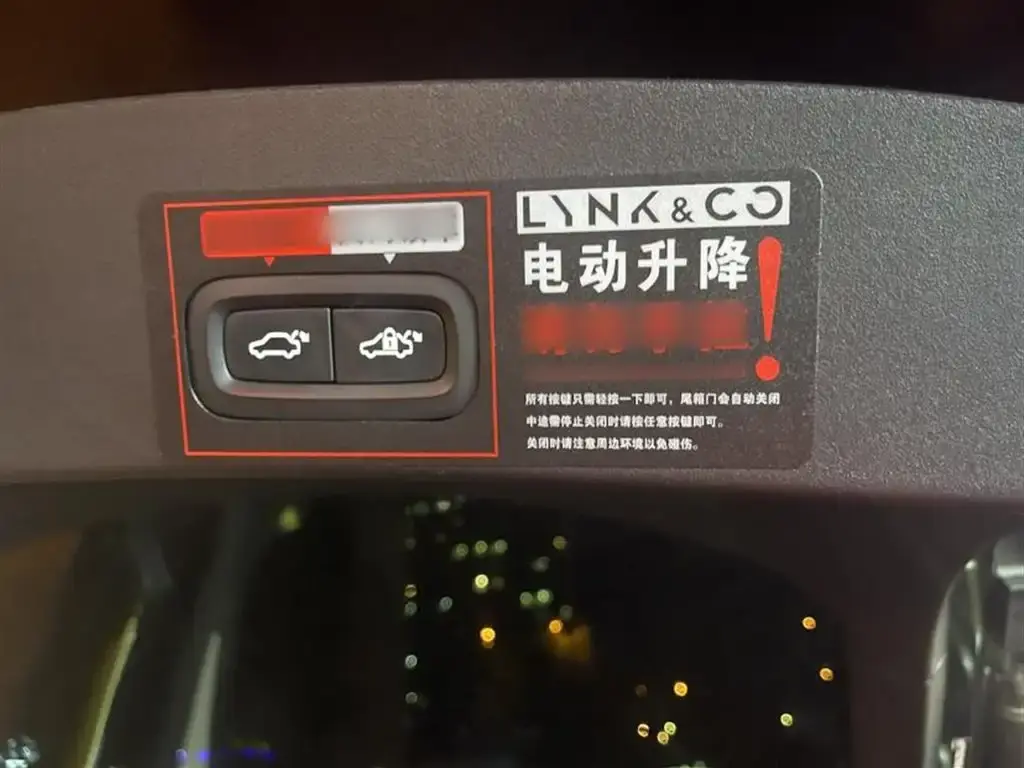 LYNK & CO
电动升降
所有按键只需轻按一下即可，尾箱门会自动关闭
中途需停止关闭时请按任意按键即可。
关闭时请注意周边环境以免碰伤。